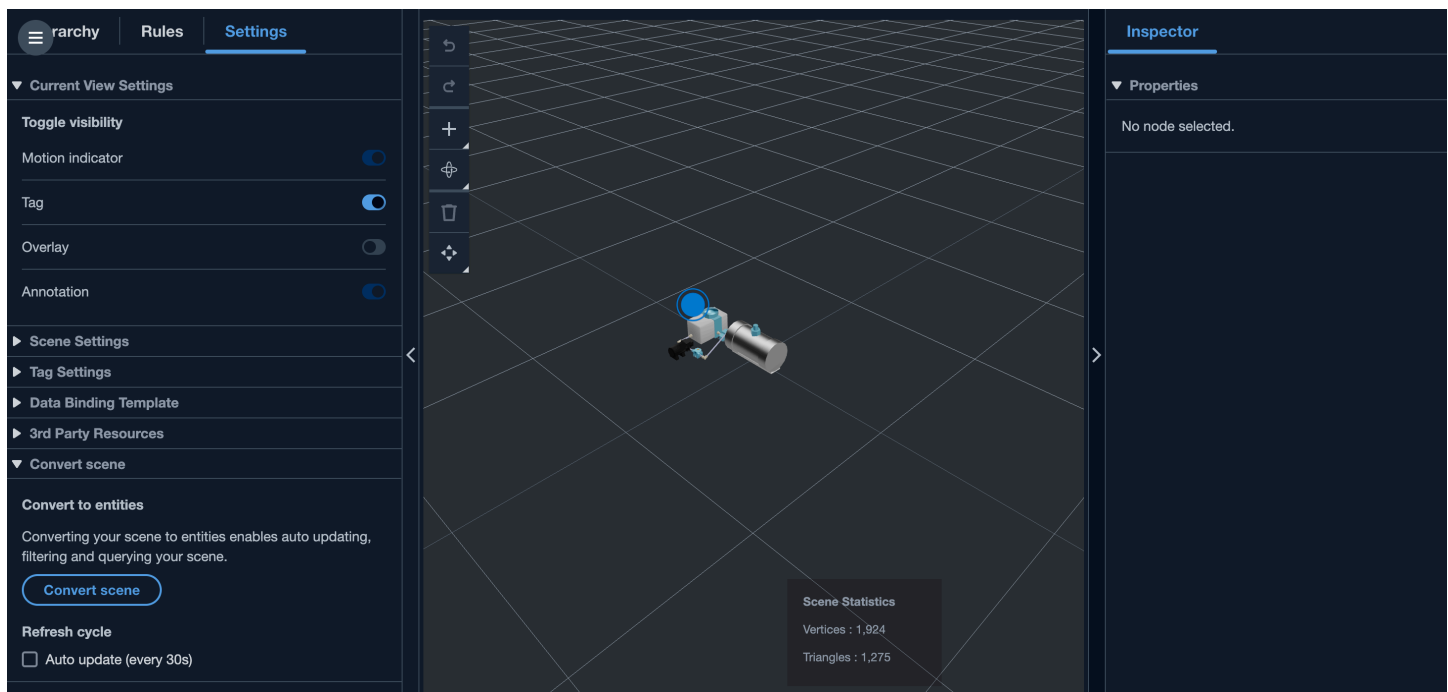 rarchy
Rules
Settings
Current View Settings
Toggle visibility
Motion indicator
Tag
Overlay
Annotation
Scene Settings
Tag Settings
Data Binding Template
3rd Party Resources
Convert scene
Convert to entities
Converting your scene to entities enables auto updating,
filtering and querying your scene.
Convert scene
Refresh cycle
Auto update (every 30s)
Scene Statistics
Vertices : 1,924
Triangles : 1,275
Inspector
Properties
No node selected.